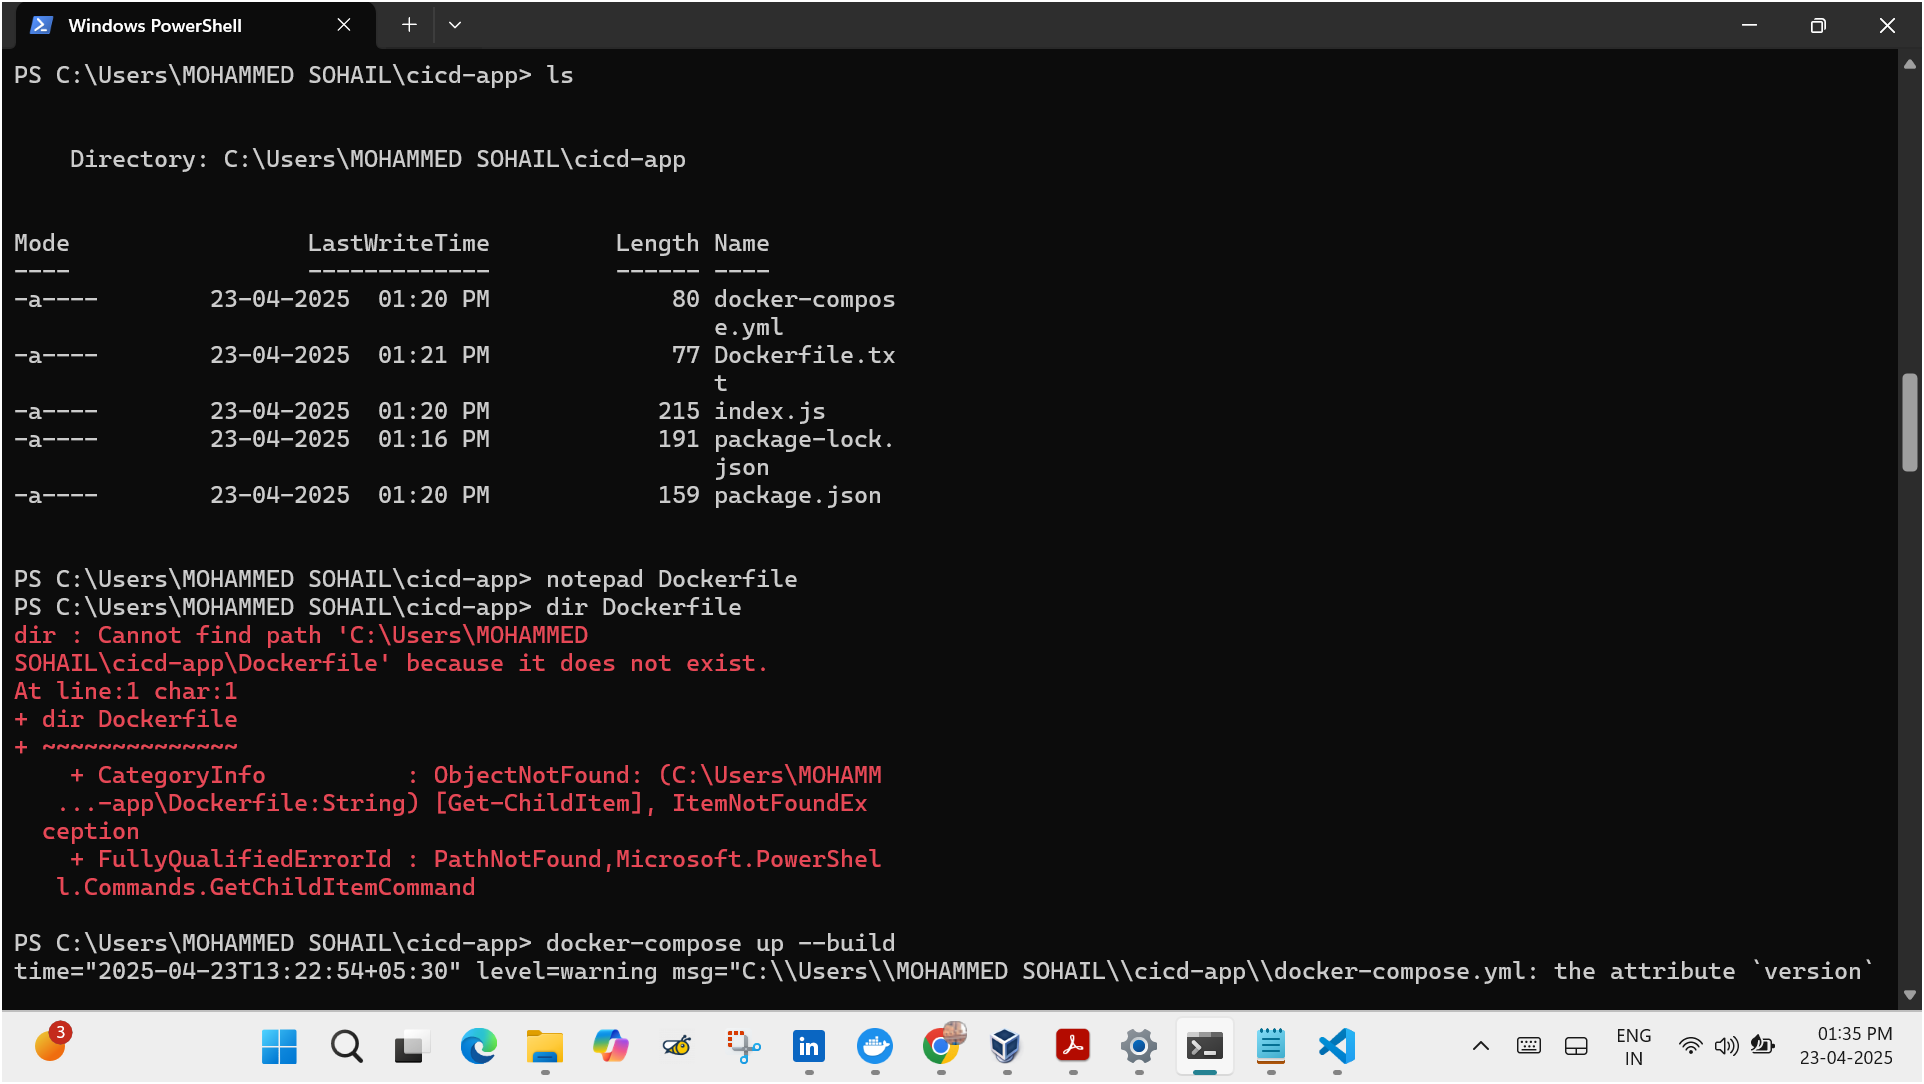 Windows PowerShell
PS C:\Users\MOHAMMED SOHAIL\cicd-app> ls
Directory: C:\Users\MOHAMMED SOHAIL\cicd-app
Mode                 LastWriteTime         Length Name
----                 -------------         ------ ----
-a----        23-04-2025  01:20 PM             80 docker-compos
e.yml
-a----        23-04-2025  01:21 PM             77 Dockerfile.tx
t
-a----        23-04-2025  01:20 PM            215 index.js
-a----        23-04-2025  01:16 PM            191 package-lock.
json
-a----        23-04-2025  01:20 PM            159 package.json
PS C:\Users\MOHAMMED SOHAIL\cicd-app> notepad Dockerfile
PS C:\Users\MOHAMMED SOHAIL\cicd-app> dir Dockerfile
dir : Cannot find path 'C:\Users\MOHAMMED
SOHAIL\cicd-app\Dockerfile' because it does not exist.
At line:1 char:1
+ dir Dockerfile
+ ~~~~~~~~~~~~~~
+ CategoryInfo          : ObjectNotFound: (C:\Users\MOHAMM
...-app\Dockerfile:String) [Get-ChildItem], ItemNotFoundEx
ception
+ FullyQualifiedErrorId : PathNotFound,Microsoft.PowerShel
l.Commands.GetChildItemCommand
PS C:\Users\MOHAMMED SOHAIL\cicd-app> docker-compose up --build
time="2025-04-23T13:22:54+05:30" level=warning msg="C:\\Users\\MOHAMMED SOHAIL\\cicd-app\\docker-compose.yml: the attribute `version`
3
in
ENG
IN
01:35 PM
23-04-2025